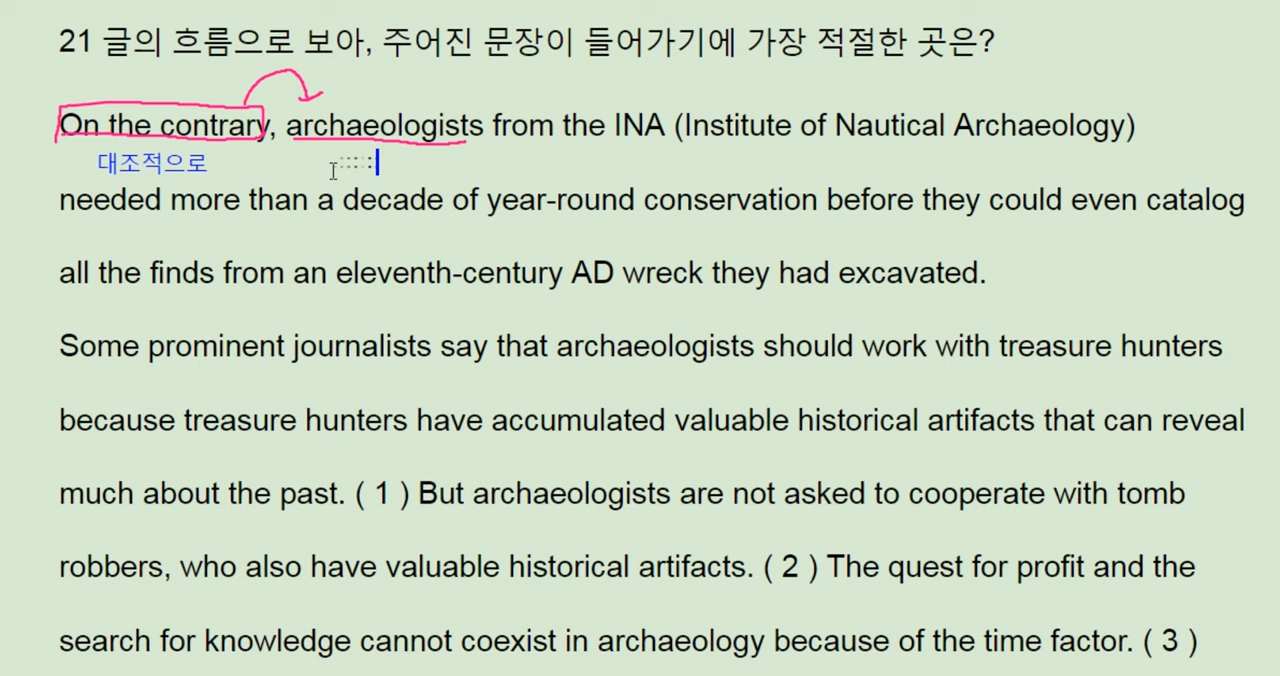 21 글의 흐름으로 보아, 주어진 문장이 들어가기에 가장 적절한 곳은?
On the contrary, archaeologists from the INA (Institute of Nautical Archaeology)
대조적으로
needed more than a decade of year-round conservation before they could even catalog
all the finds from an eleventh-century AD wreck they had excavated.
Some prominent journalists say that archaeologists should work with treasure hunters
because treasure hunters have accumulated valuable historical artifacts that can reveal
much about the past. ( 1 ) But archaeologists are not asked to cooperate with tomb
robbers, who also have valuable historical artifacts. ( 2 ) The quest for profit and the
search for knowledge cannot coexist in archaeology because of the time factor. ( 3 )